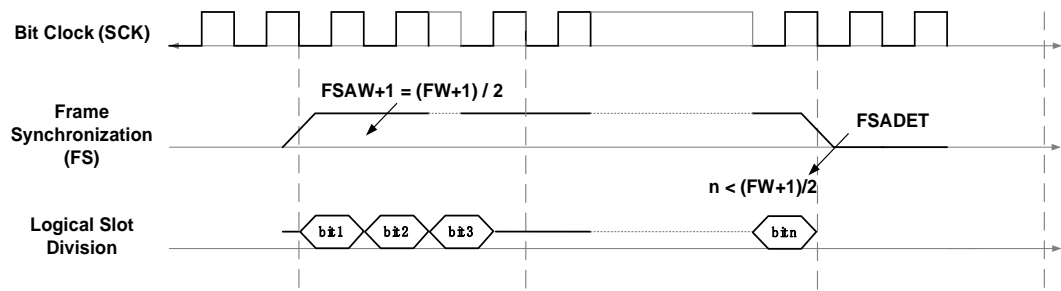 Bit Clock (SCK)
FSAW+1 = (FW+1) / 2
Frame
Synchronization
(FS)
FSADET
n < (FW+1)/2
Logical Slot
Division
bit1
bit2
bit3
bitn